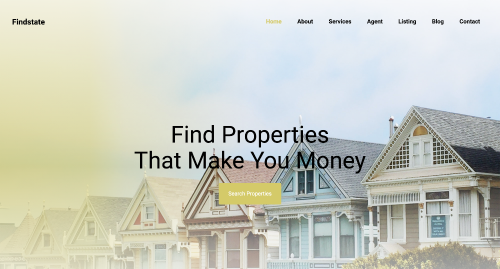 Findstate
Home About Services Agent Listing Blog Contact
Find Properties
That Make You Money
Search Properties